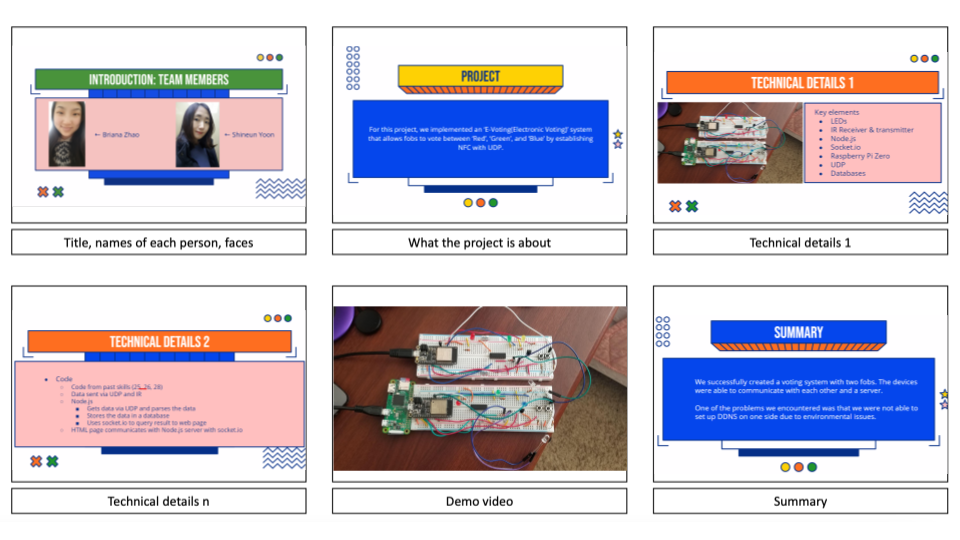 INTRODUCTION: TEAM MEMBERS
← Briana Zhao
← Shineun Yoon
Title, names of each person, faces
PROJECT
For this project, we implemented an 'E-Voting(Electronic Voting)' system
that allows fobs to vote between 'Red', 'Green', and 'Blue' by establishing
NFC with UDP.
What the project is about
TECHNICAL DETAILS 1
Key elements
● LEDs
● IR Receiver & transmitter
● Node.js
● Socket.io
● Raspberry Pi Zero
● UDP
● Databases
Technical details 1
TECHNICAL DETAILS 2
● Code
○ Code from past skills (25, 26, 28)
○ Data sent via UDP and IR
○ Node.js
■ Gets data via UDP and parses the data
■ Stores the data in a database
■ Uses socket.io to query result to web page
○ HTML page communicates with Node.js server with socket.io
Technical details n
Demo video
SUMMARY
We successfully created a voting system with two fobs. The devices
were able to communicate with each other and a server.
One of the problems we encountered was that we were not able to
set up DDNS on one side due to environmental issues.
Summary